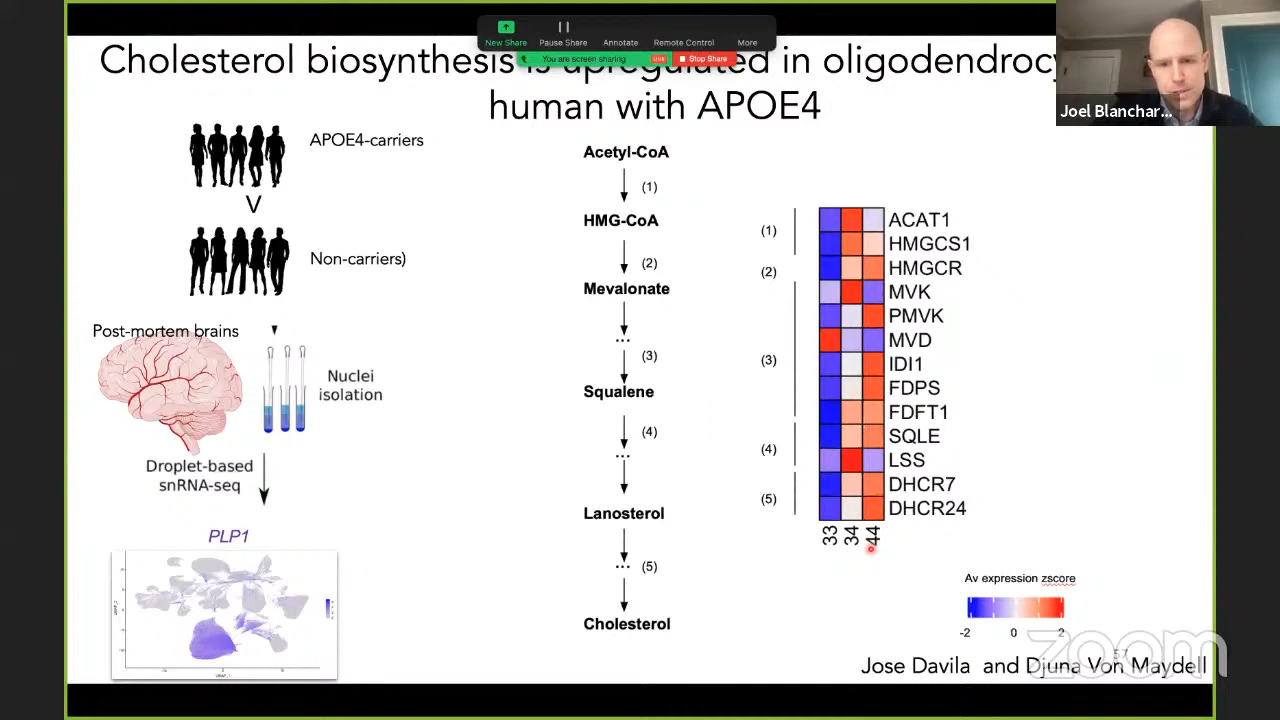 New Share
Pause Share
Annotate
Remote Control
More
You are screen sharing
LIVE
Stop Share
Cholesterol biosynthesis is upregulated in oligodendrocy
human with APOE4
Joel Blanchar...
APOE4-carriers
V
Non-carriers)
Post-mortem brains
Nuclei
isolation
Droplet-based
snRNA-seq
PLP1
Acetyl-CoA
(1)
HMG-CoA
(2)
Mevalonate
...
(3)
Squalene
(4)
...
Lanosterol
... (5)
Cholesterol
(1)
ACAT1
HMGCS1
(2)
HMGCR
MVK
PMVK
MVD
(3)
IDI1
FDPS
FDFT1
SQLE
(4)
LSS
DHCR7
(5)
DHCR24
33 34 44
Av expression zscore
-2 0 2
57
Jose Davila and Djuna Von Maydell
zoom